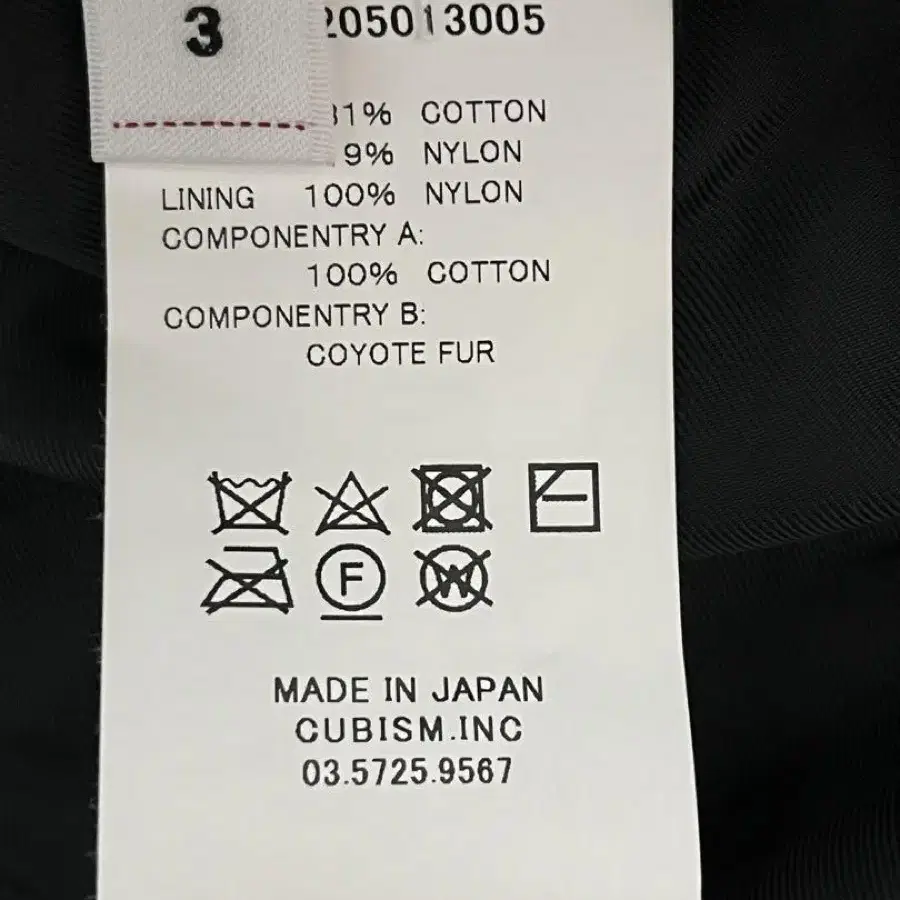 3
205013005
1% COTTON
9% NYLON
LINING 100% NYLON
COMPONENTRY A:
100% COTTON
COMPONENTRY B:
COYOTE FUR
F W
MADE IN JAPAN
CUBISM.INC
03.5725.9567